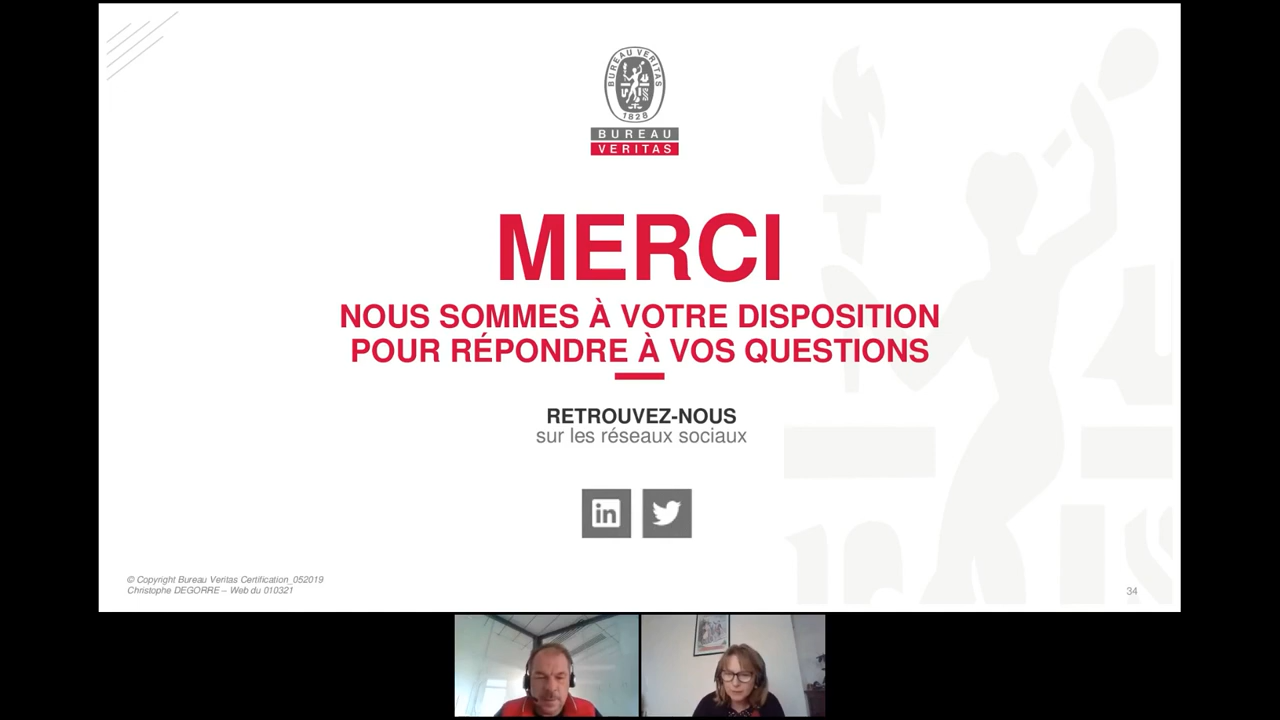 BUREAU VERITAS
1828
BUREAU
VERITAS
MERCI
NOUS SOMMES À VOTRE DISPOSITION
POUR RÉPONDRE À VOS QUESTIONS
RETROUVEZ-NOUS
sur les réseaux sociaux
in
© Copyright Bureau Veritas Certification_052019
Christophe DEGORRE – Web du 010321
34